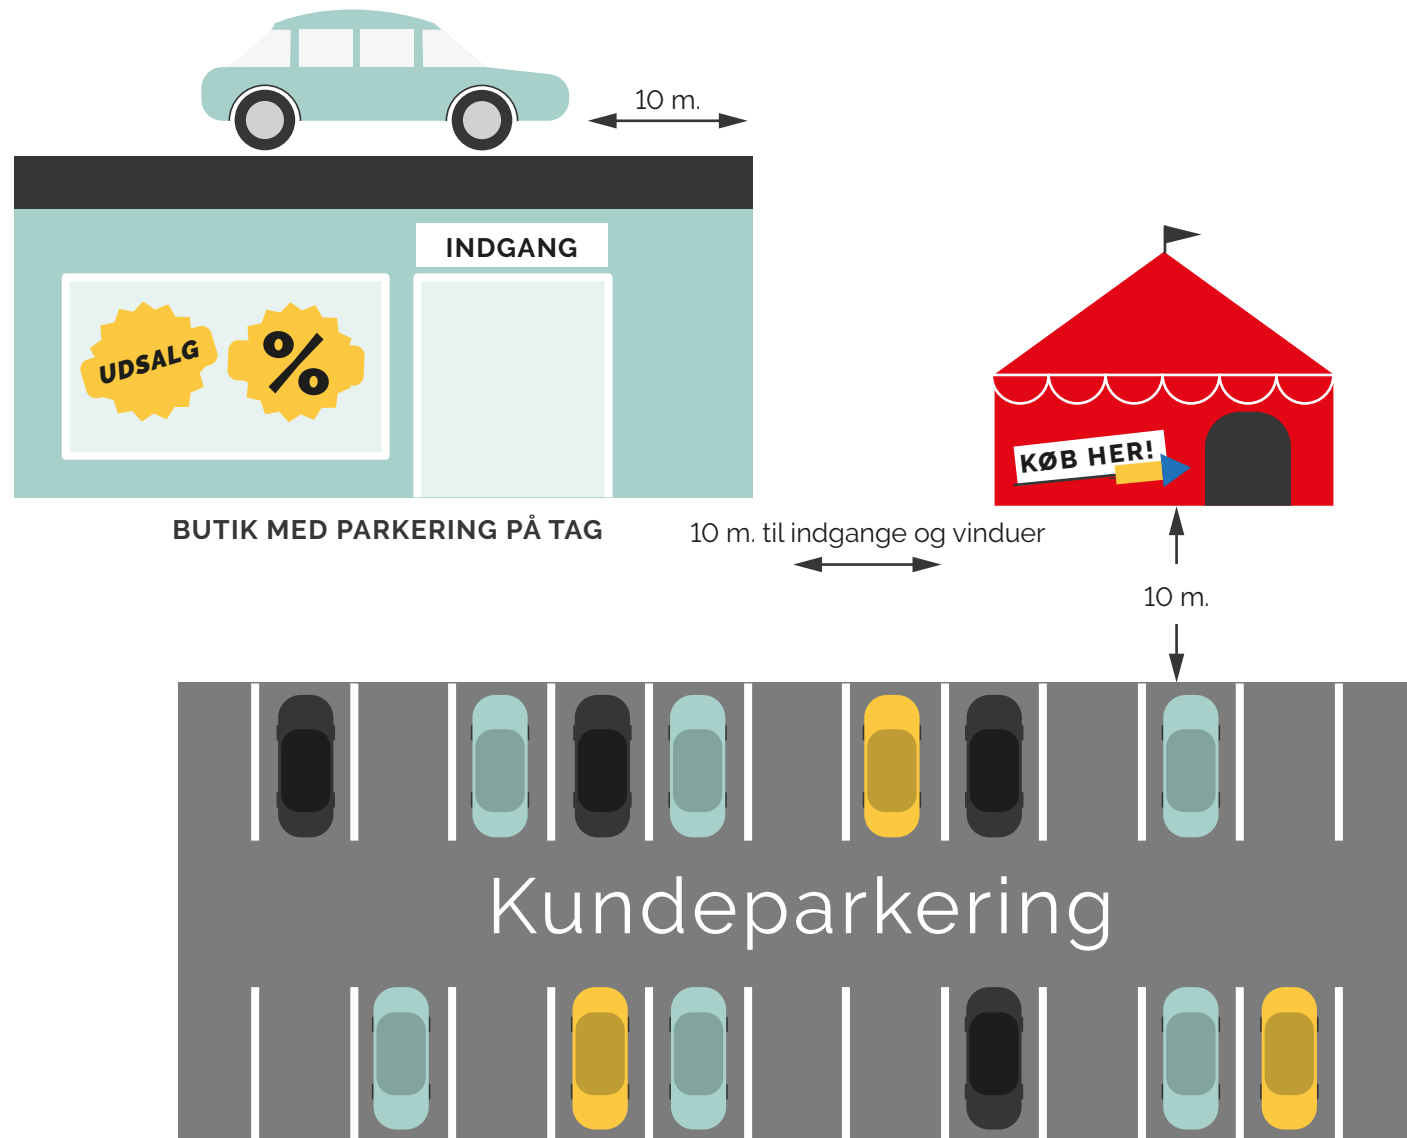 10 m.
INDGANG
UDSALG
%
KØB HER!
BUTIK MED PARKERING PÅ TAG
10 m. til indgange og vinduer
10 m.
Kundeparkering